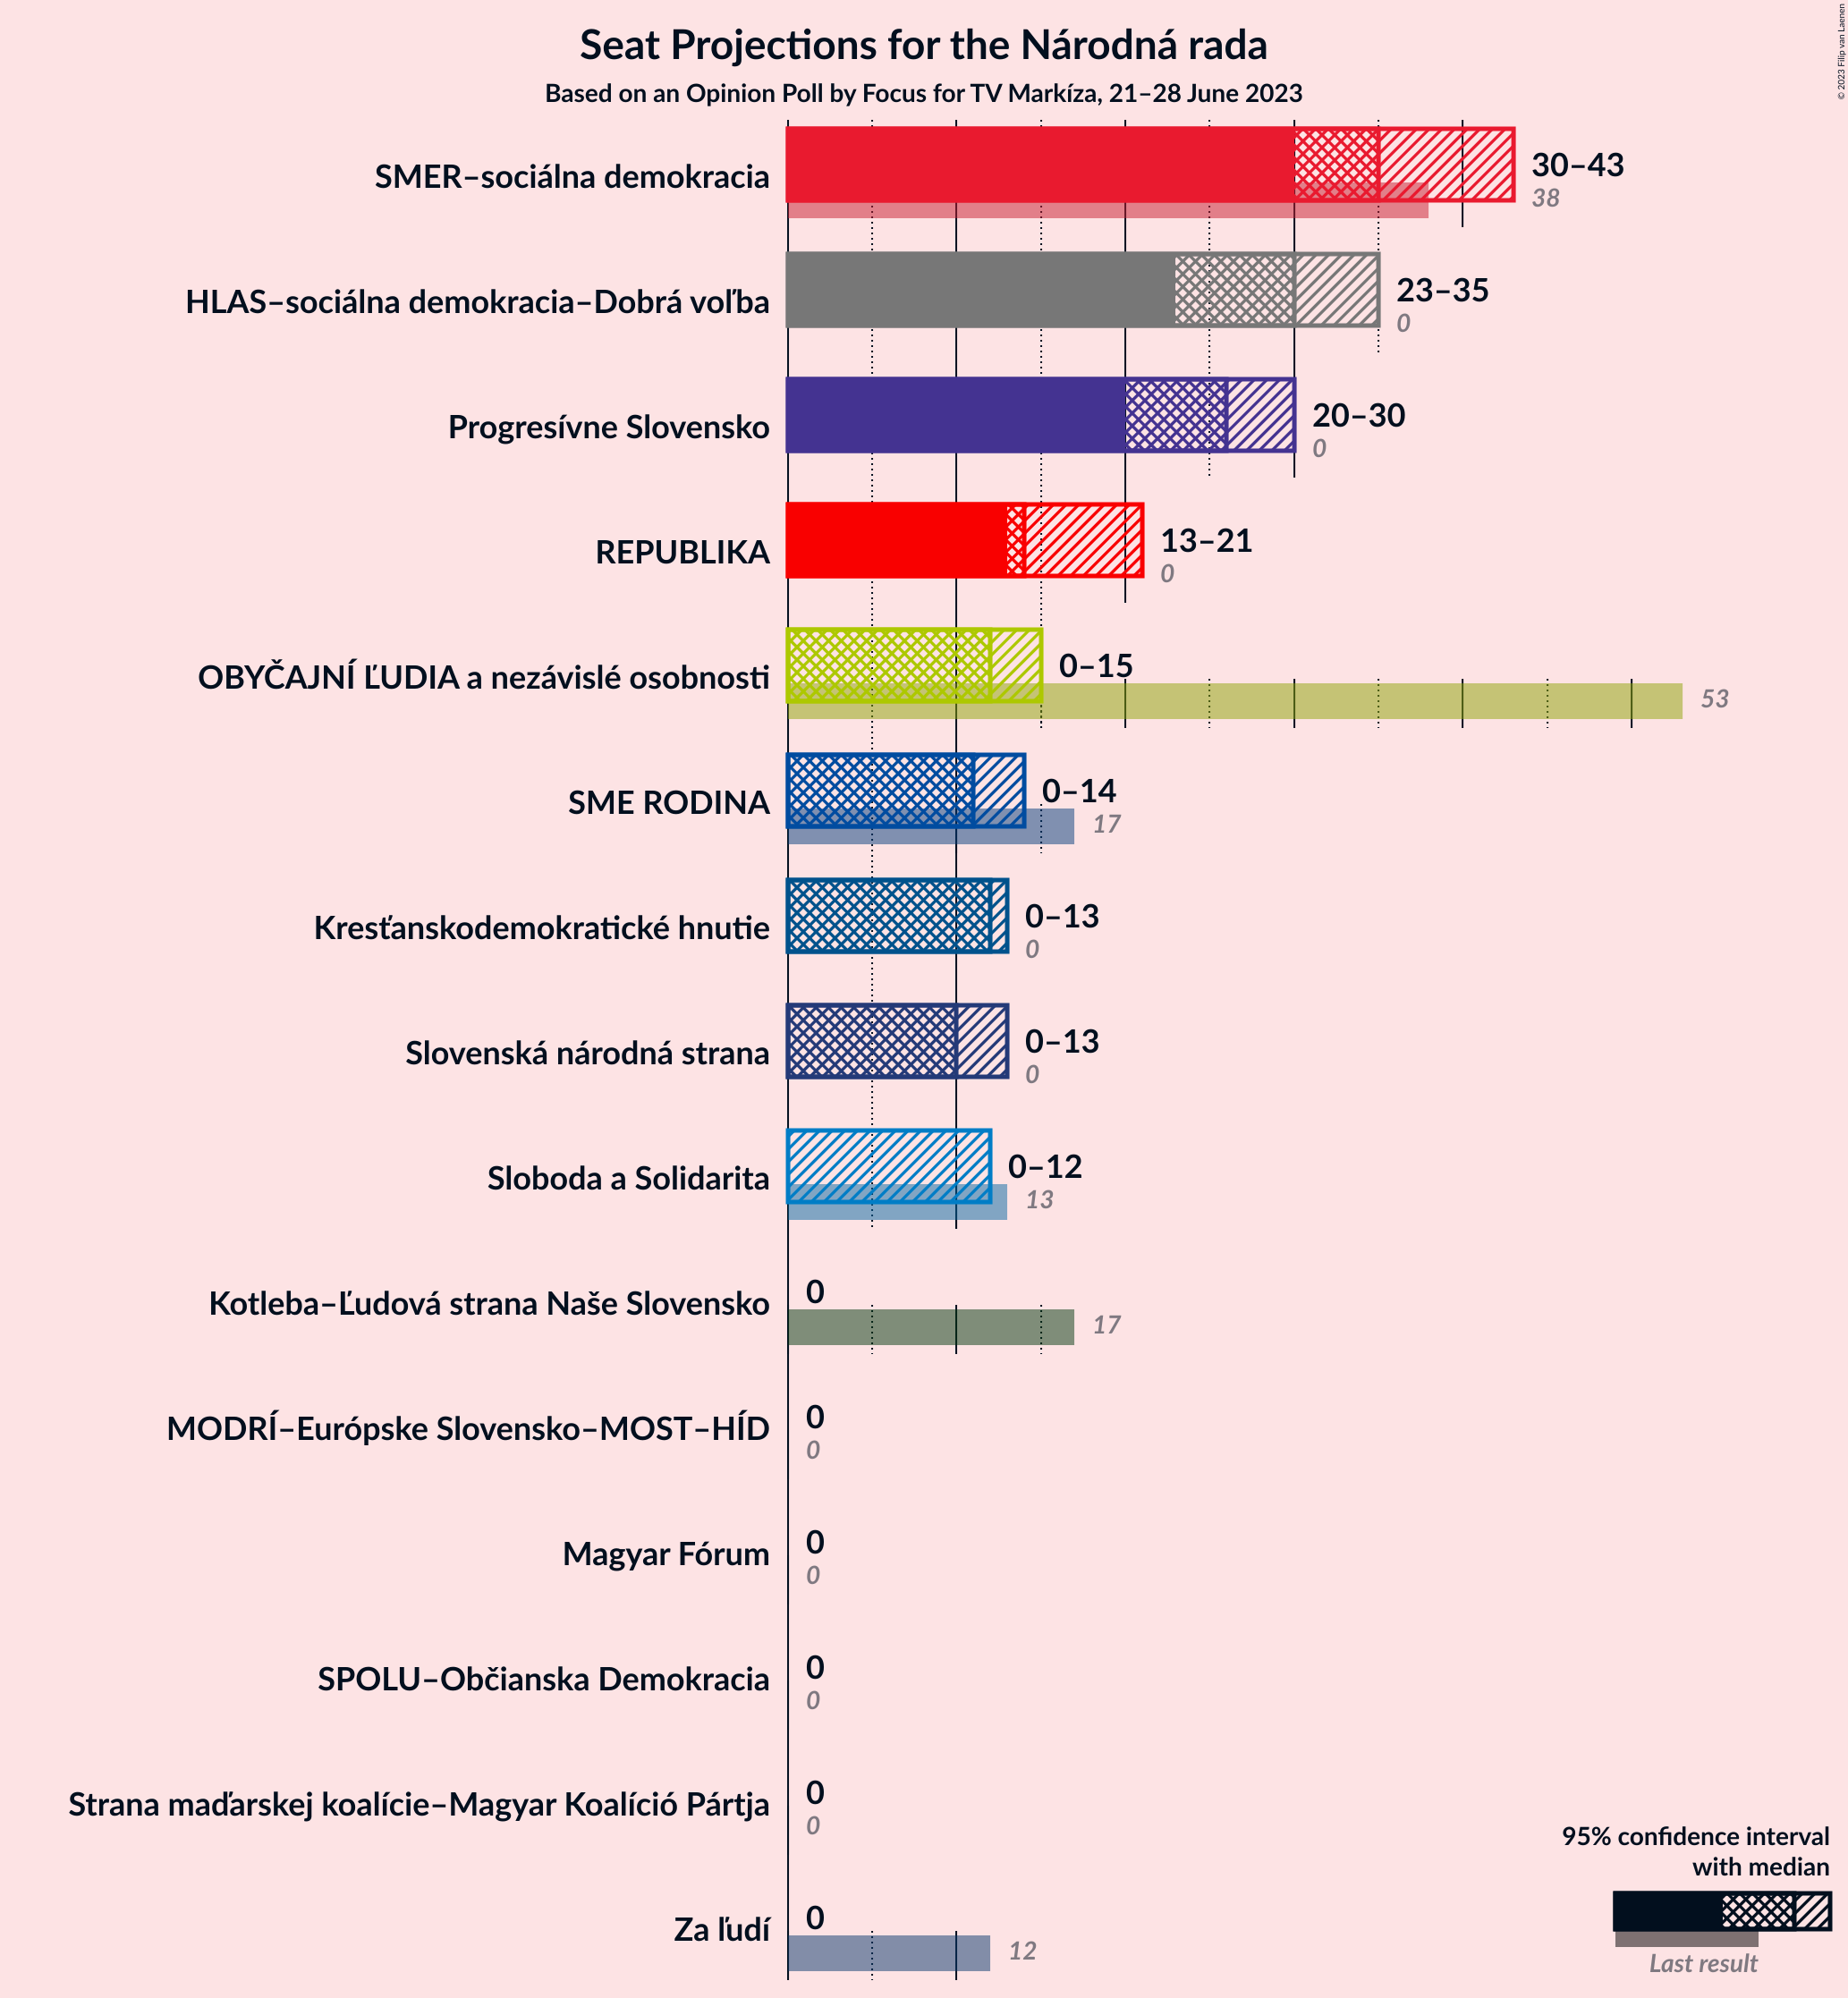 Seat Projections for the Národná rada
Based on an Opinion Poll by Focus for TV Markíza, 21–28 June 2023
© 2023 Filip van Laenen
SMER–sociálna demokracia
30–43
38
HLAS–sociálna demokracia–Dobrá voľba
23–35
0
Progresívne Slovensko
20–30
0
REPUBLIKA
13–21
0
OBYČAJNÍ ĽUDIA a nezávislé osobnosti
0–15
53
SME RODINA
0–14
17
Kresťanskodemokratické hnutie
0–13
0
Slovenská národná strana
0–13
0
Sloboda a Solidarita
0–12
13
Kotleba–Ľudová strana Naše Slovensko
0
17
MODRÍ–Európske Slovensko–MOST–HÍD
0
0
Magyar Fórum
0
0
SPOLU–Občianska Demokracia
0
0
Strana maďarskej koalície–Magyar Koalíció Pártja
0
0
Za ľudí
0
12
95% confidence interval
with median
Last result